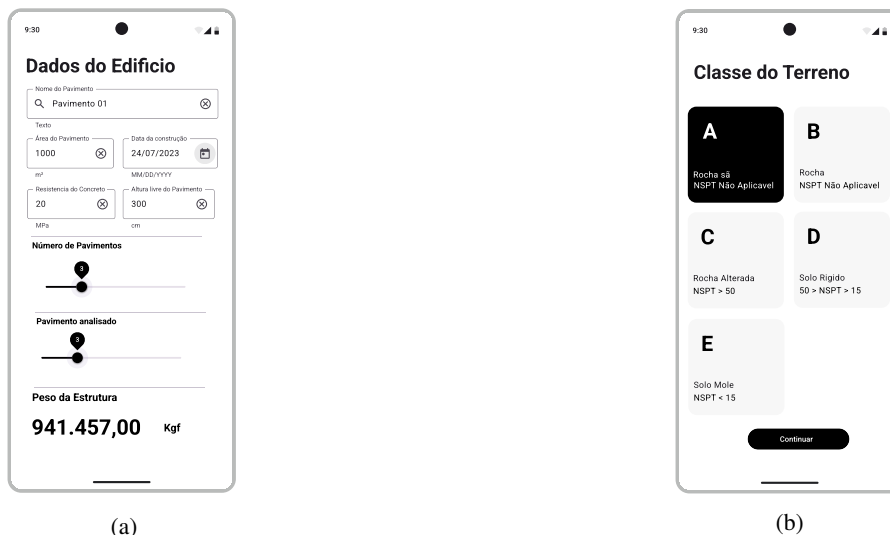 9:30
Dados do Edificio
Nome do Pavimento
Pavimento 01
Texto
Área do Pavimento
1000
m²
Data da construção
24/07/2023
MM/DD/YYYY
Resistencia do Concreto
20
MPa
Altura livre do Pavimento
300
cm
Número de Pavimentos
3
Pavimento analisado
3
Peso da Estrutura
941.457,00 Kgf
(a)
9:30
Classe do Terreno
A
Rocha sã
NSPT Não Aplicavel
B
Rocha
NSPT Não Aplicavel
C
Rocha Alterada
NSPT > 50
D
Solo Rigido
50 > NSPT > 15
E
Solo Mole
NSPT < 15
Continuar
(b)